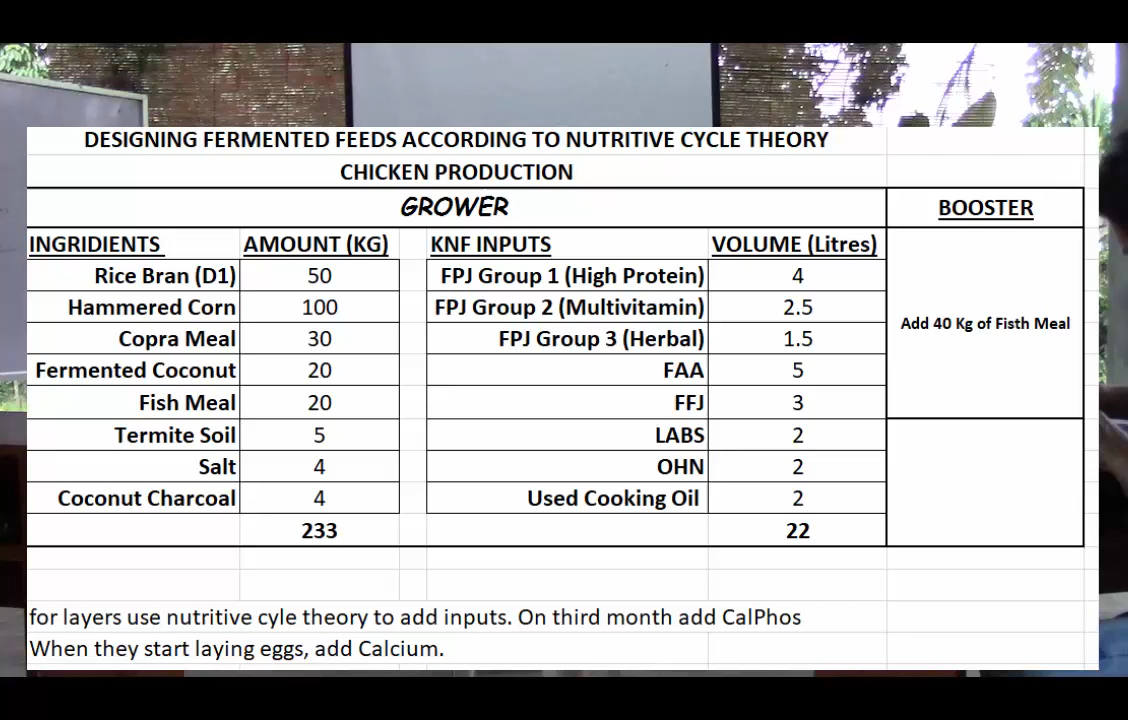 DESIGNING FERMENTED FEEDS ACCORDING TO NUTRITIVE CYCLE THEORY
CHICKEN PRODUCTION
GROWER BOOSTER
INGRIDIENTS AMOUNT (KG) KNF INPUTS VOLUME (Litres)
Rice Bran (D1) 50 FPJ Group 1 (High Protein) 4
Hammered Corn 100 FPJ Group 2 (Multivitamin) 2.5
Add 40 Kg of Fisth Meal
Copra Meal 30 FPJ Group 3 (Herbal) 1.5
Fermented Coconut 20 FAA 5
Fish Meal 20 FFJ 3
Termite Soil 5 LABS 2
Salt 4 OHN 2
Coconut Charcoal 4 Used Cooking Oil 2
233 22
for layers use nutritive cyle theory to add inputs. On third month add CalPhos
When they start laying eggs, add Calcium.